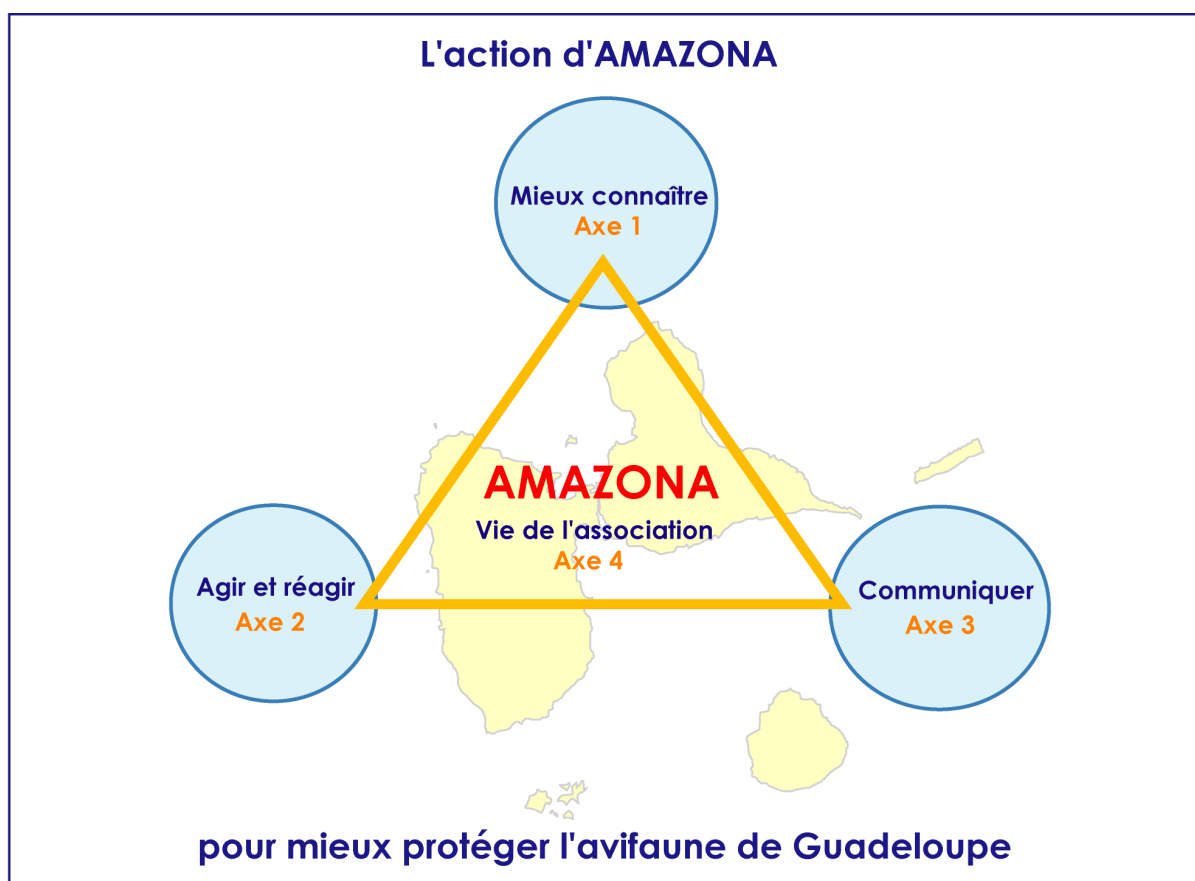 L'action d'AMAZONA
Mieux connaître
Axe 1
AMAZONA
Vie de l'association
Axe 4
Agir et réagir
Axe 2
Communiquer
Axe 3
pour mieux protéger l'avifaune de Guadeloupe